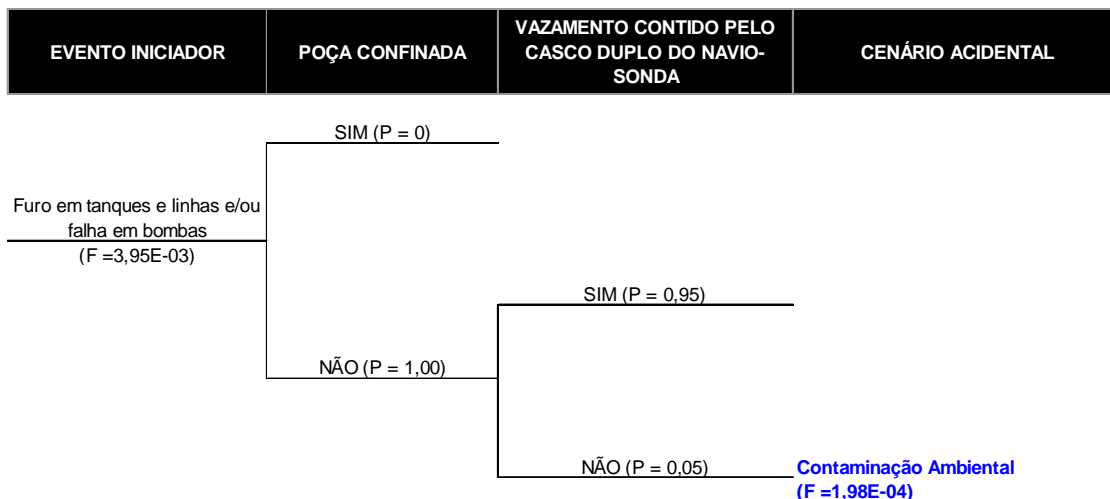 EVENTO INICIADOR
POÇA CONFINADA
VAZAMENTO CONTIDO PELO
CASCO DUPLO DO NAVIO-
SONDA
CENÁRIO ACIDENTAL
SIM (P = 0)
Furo em tanques e linhas e/ou
falha em bombas
(F =3,95E-03)
SIM (P = 0,95)
NÃO (P = 1,00)
NÃO (P = 0,05)
Contaminação Ambiental
(F =1,98E-04)